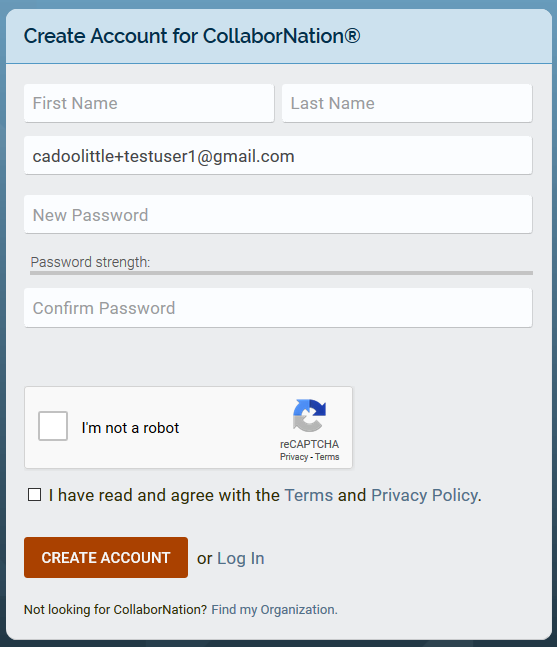 Create Account for CollaborNation®
First Name Last Name
cadoolittle+testuser1@gmail.com
New Password
Password strength:
Confirm Password
I'm not a robot
reCAPTCHA
Privacy - Terms
I have read and agree with the Terms and Privacy Policy.
CREATE ACCOUNT or Log In
Not looking for CollaborNation? Find my Organization.